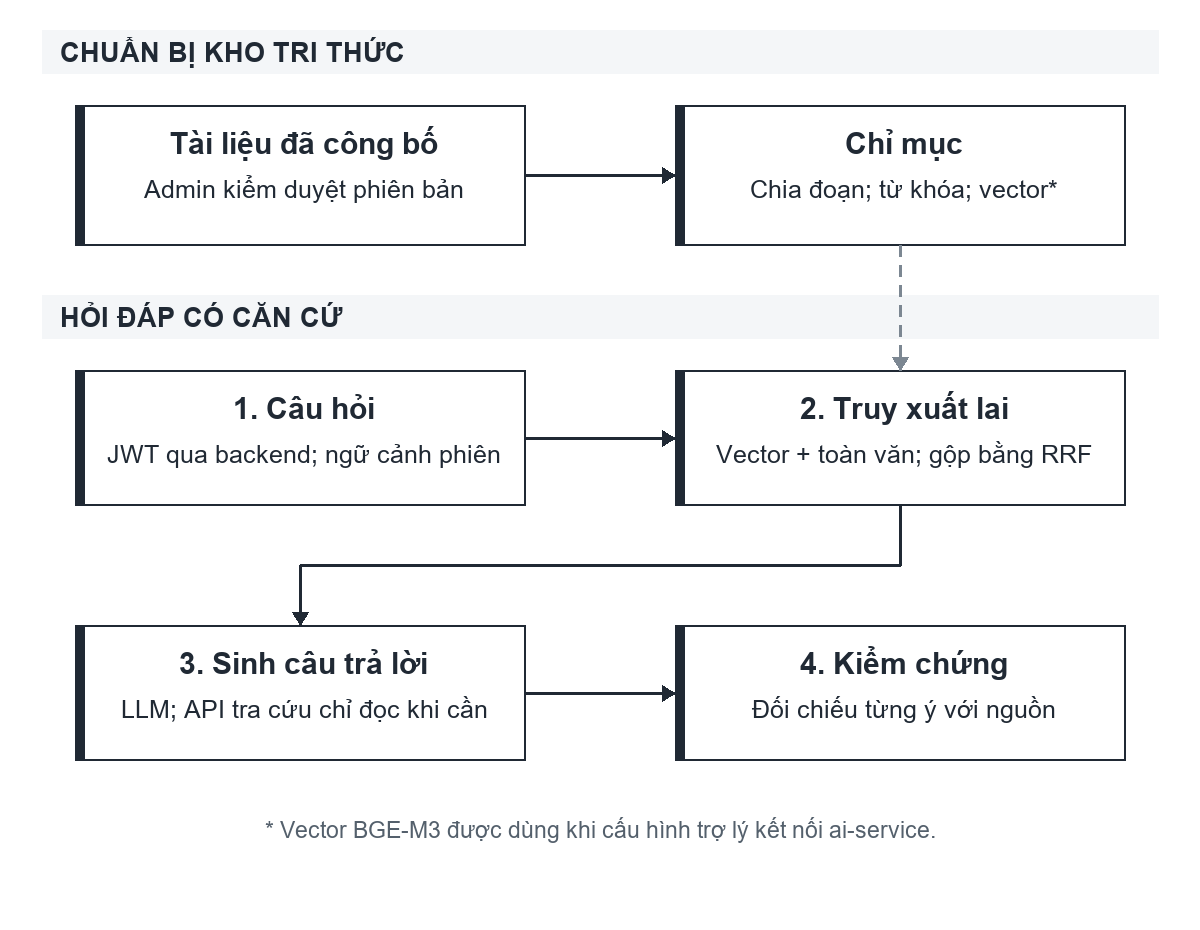 CHUẨN BỊ KHO TRI THỨC
Tài liệu đã công bố
Admin kiểm duyệt phiên bản
Chỉ mục
Chia đoạn; từ khóa; vector*
HỎI ĐÁP CÓ CĂN CỨ
1. Câu hỏi
JWT qua backend; ngữ cảnh phiên
2. Truy xuất lai
Vector + toàn văn; gộp bằng RRF
3. Sinh câu trả lời
LLM; API tra cứu chỉ đọc khi cần
4. Kiểm chứng
Đối chiếu từng ý với nguồn
* Vector BGE-M3 được dùng khi cấu hình trợ lý kết nối ai-service.